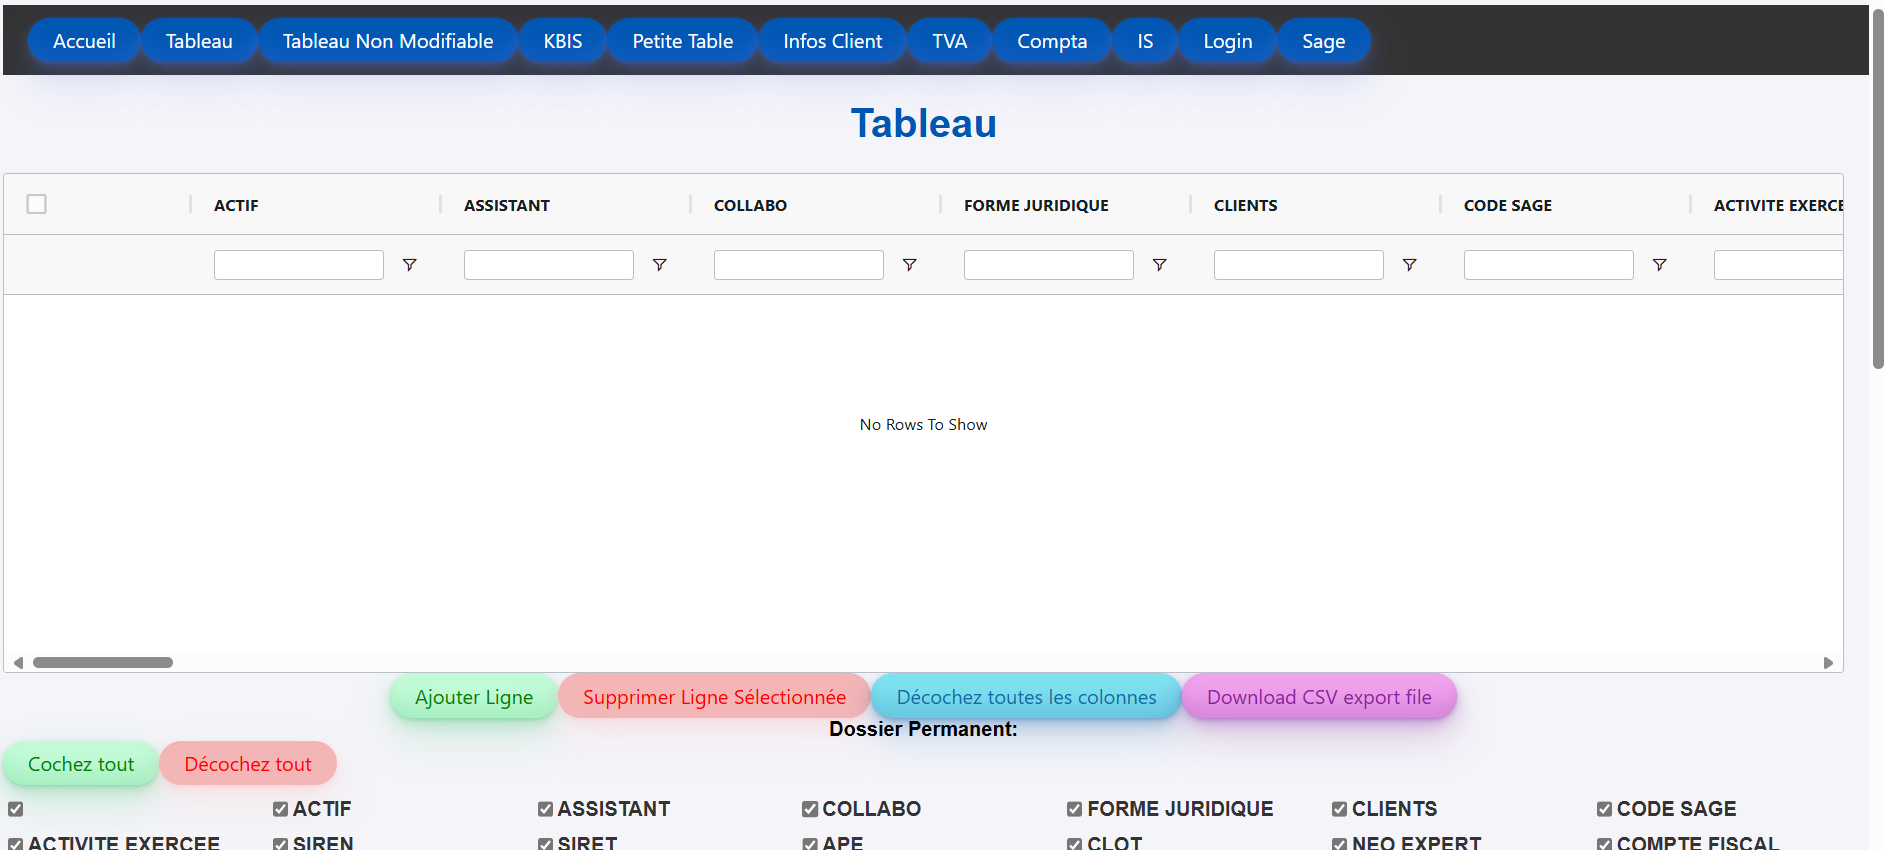 Accueil Tableau Tableau Non Modifiable KBIS Petite Table Infos Client TVA Compta IS Login Sage
Tableau
ACTIF ASSISTANT COLLABO FORME JURIDIQUE CLIENTS CODE SAGE ACTIVITE EXERCE
No Rows To Show
Ajouter Ligne Supprimer Ligne Sélectionnée Décochez toutes les colonnes Download CSV export file
Dossier Permanent:
Cochez tout Décochez tout
ACTIF ASSISTANT COLLABO FORME JURIDIQUE CLIENTS CODE SAGE
ACTIVITE EXERCEE SIREN SIRET APE CLOT NEO EXPERT COMPTE FISCAL